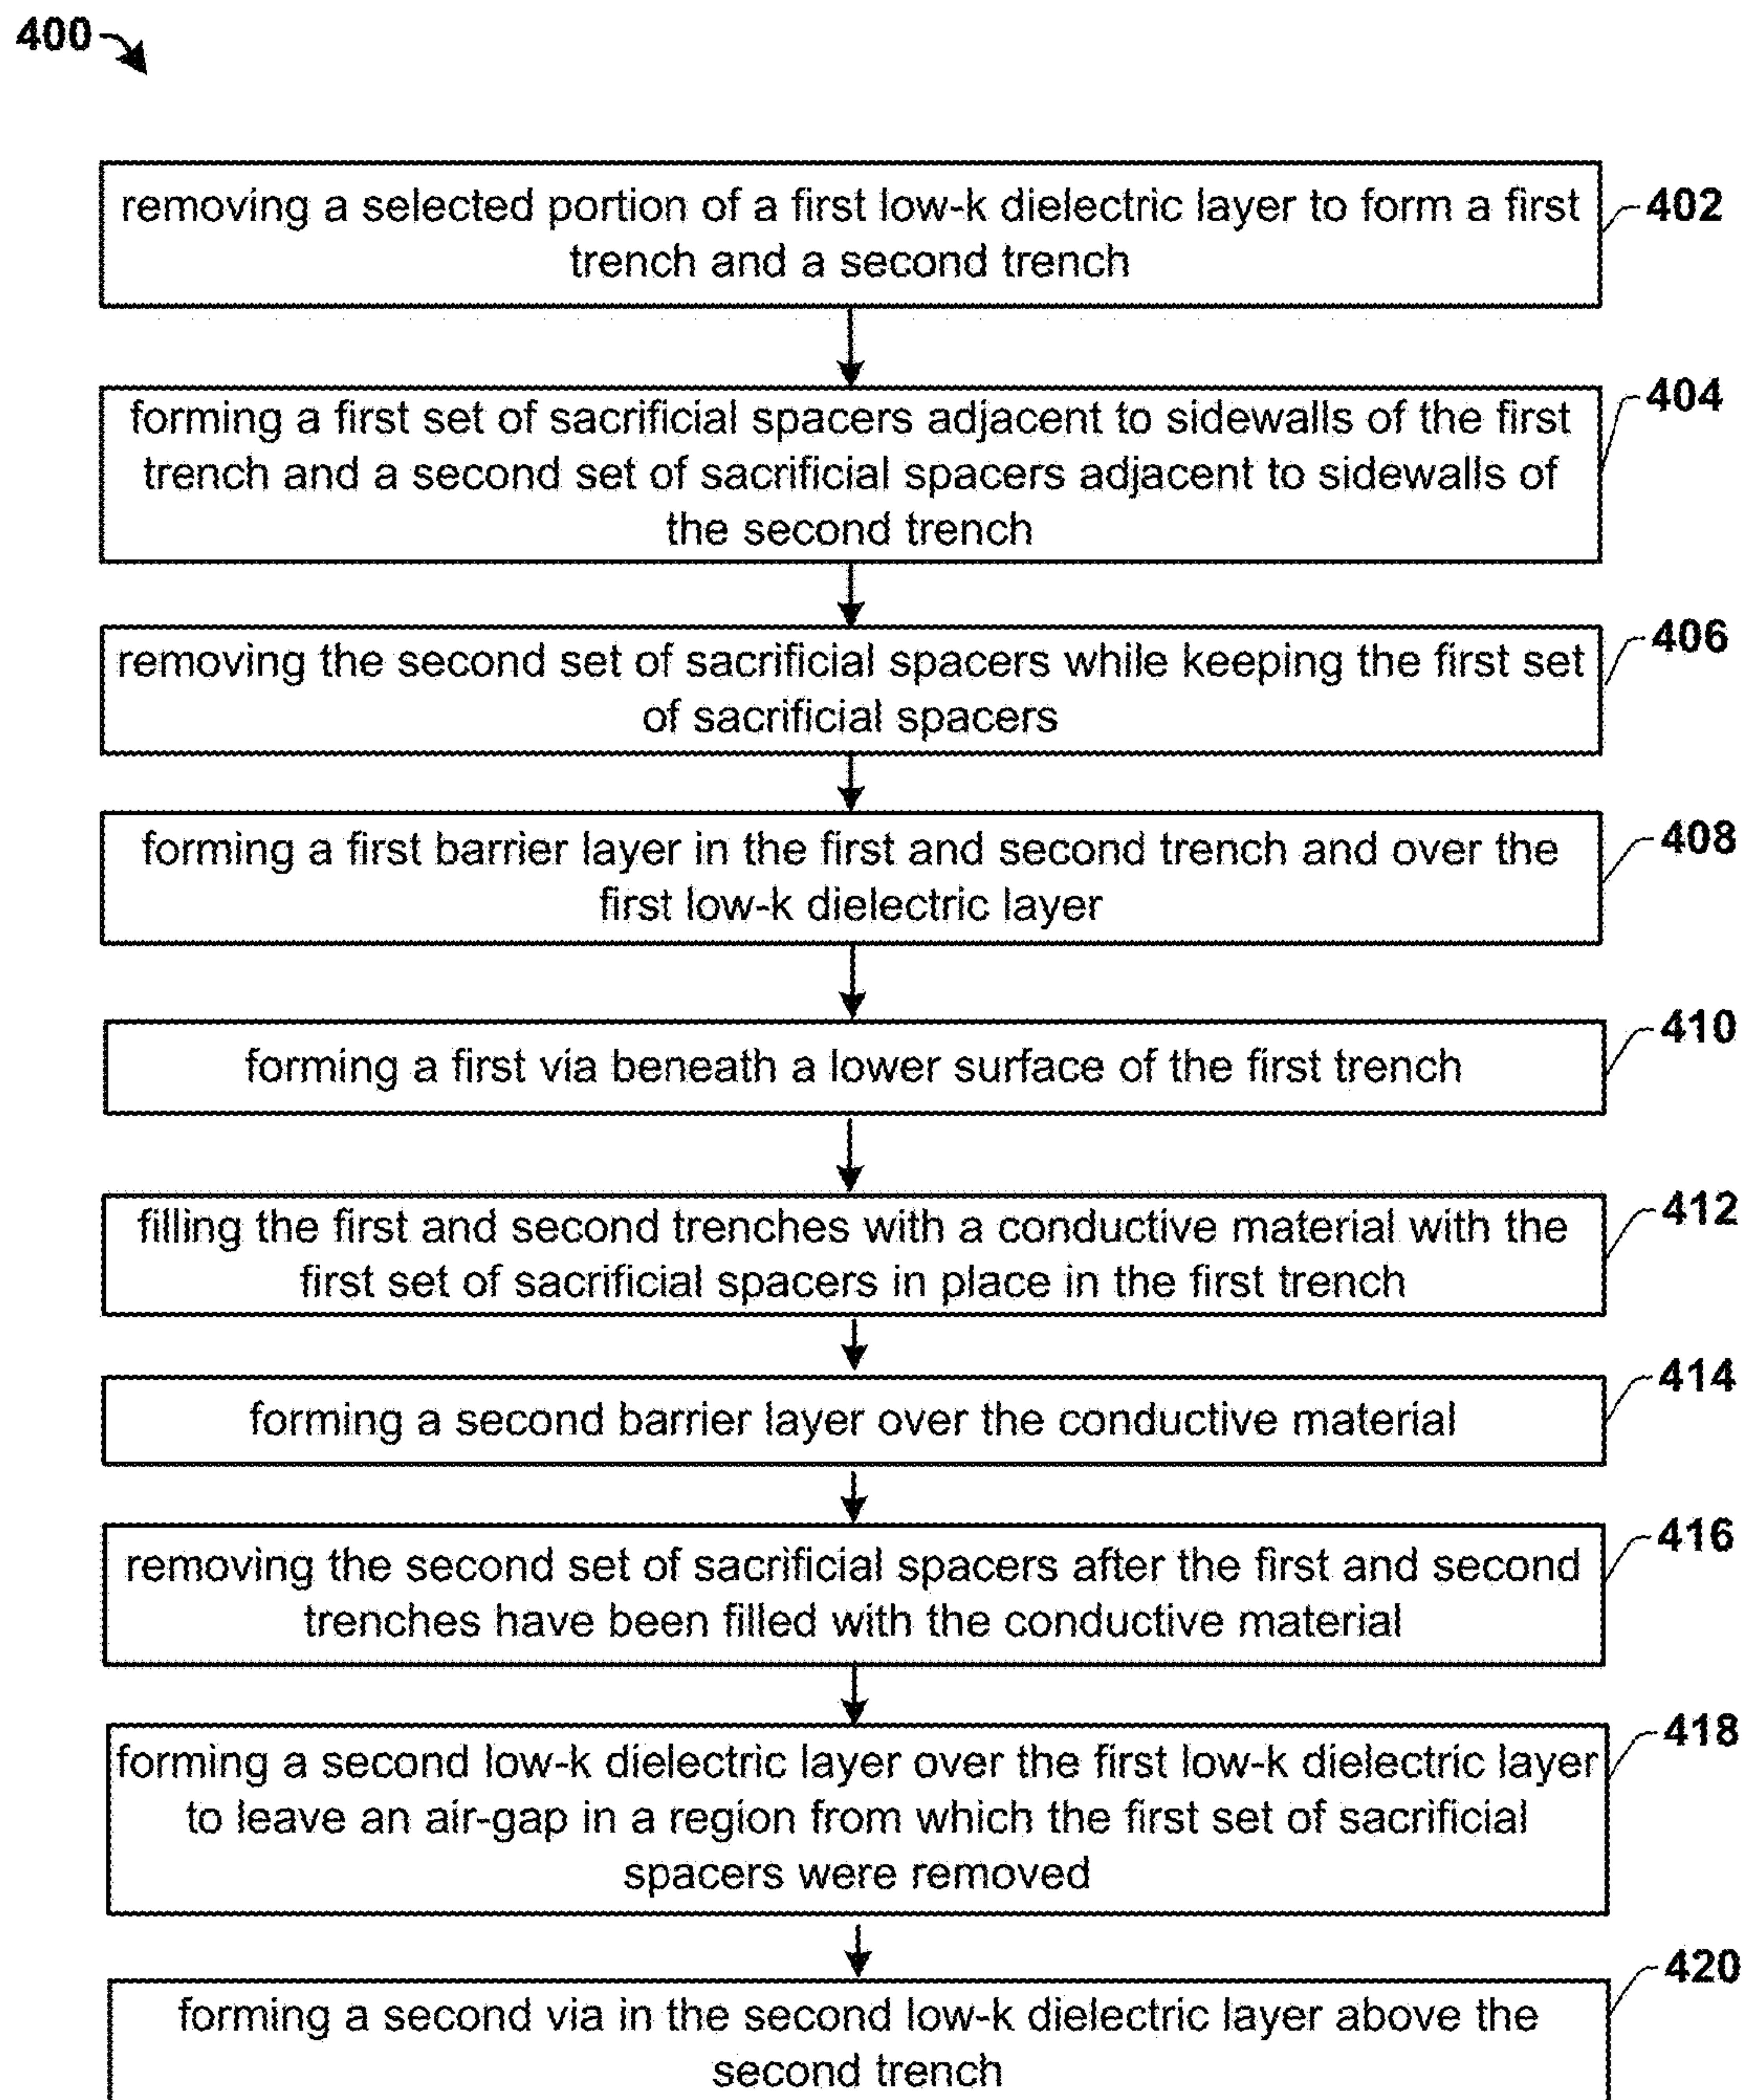 400
removing a selected portion of a first low-k dielectric layer to form a first
trench and a second trench
402
forming a first set of sacrificial spacers adjacent to sidewalls of the first
trench and a second set of sacrificial spacers adjacent to sidewalls of
the second trench
404
removing the second set of sacrificial spacers while keeping the first set
of sacrificial spacers
406
forming a first barrier layer in the first and second trench and over the
first low-k dielectric layer
408
forming a first via beneath a lower surface of the first trench
410
filling the first and second trenches with a conductive material with the
first set of sacrificial spacers in place in the first trench
412
forming a second barrier layer over the conductive material
414
removing the second set of sacrificial spacers after the first and second
trenches have been filled with the conductive material
416
forming a second low-k dielectric layer over the first low-k dielectric layer
to leave an air-gap in a region from which the first set of sacrificial
spacers were removed
418
forming a second via in the second low-k dielectric layer above the
second trench
420